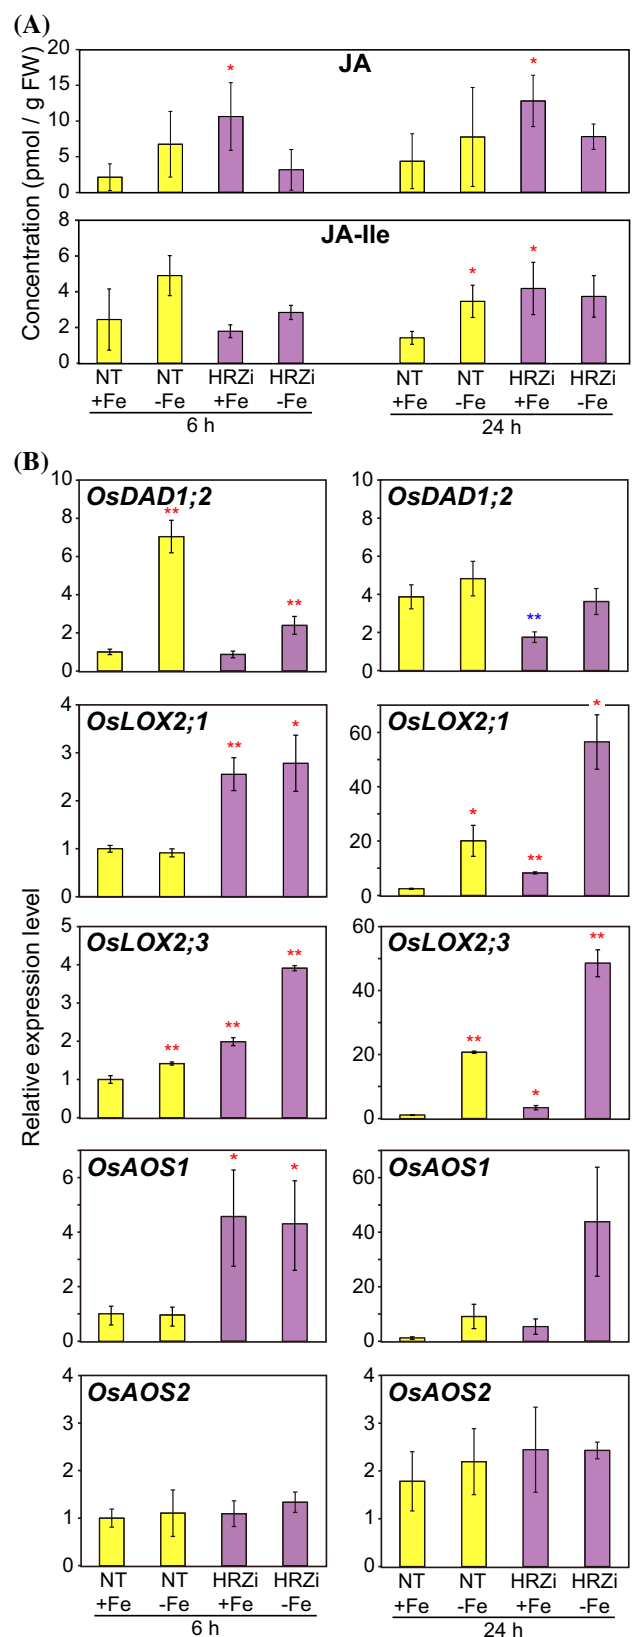 (A)
Concentration (pmol / g FW)
JA
20
15
10
5
0
*
*
JA-Ile
8
6
4
2
0
*
*
NT +Fe
NT -Fe
HRZi +Fe
HRZi -Fe
NT +Fe
NT -Fe
HRZi +Fe
HRZi -Fe
6 h
24 h
(B)
Relative expression level
OsDAD1;2
10
8
6
4
2
0
**
**
OsDAD1;2
10
8
6
4
2
0
**
OsLOX2;1
4
3
2
1
0
**
*
OsLOX2;1
60
40
20
0
*
**
*
OsLOX2;3
5
4
3
2
1
0
**
**
**
OsLOX2;3
60
40
20
0
**
*
**
OsAOS1
6
4
2
0
*
*
OsAOS1
60
40
20
0
OsAOS2
4
3
2
1
0
OsAOS2
4
3
2
1
0
NT +Fe
NT -Fe
HRZi +Fe
HRZi -Fe
6 h
NT +Fe
NT -Fe
HRZi +Fe
HRZi -Fe
24 h